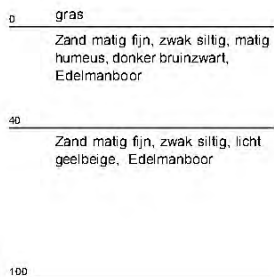 0 gras
Zand matig fijn, zwak siltig, matig
humeus, donker bruinzwart,
Edelmanboor
40
Zand matig fijn, zwak siltig, licht
geelbeige, Edelmanboor
100